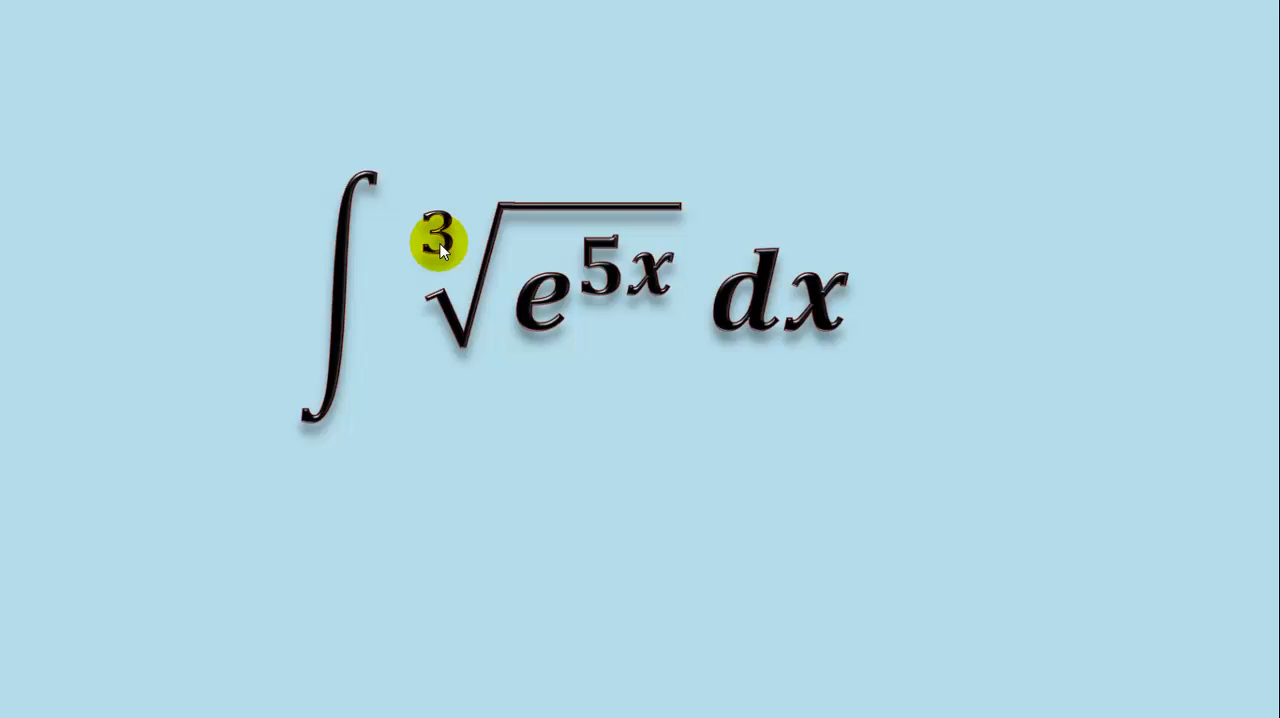 ∫ ∛(e^{5x}) dx